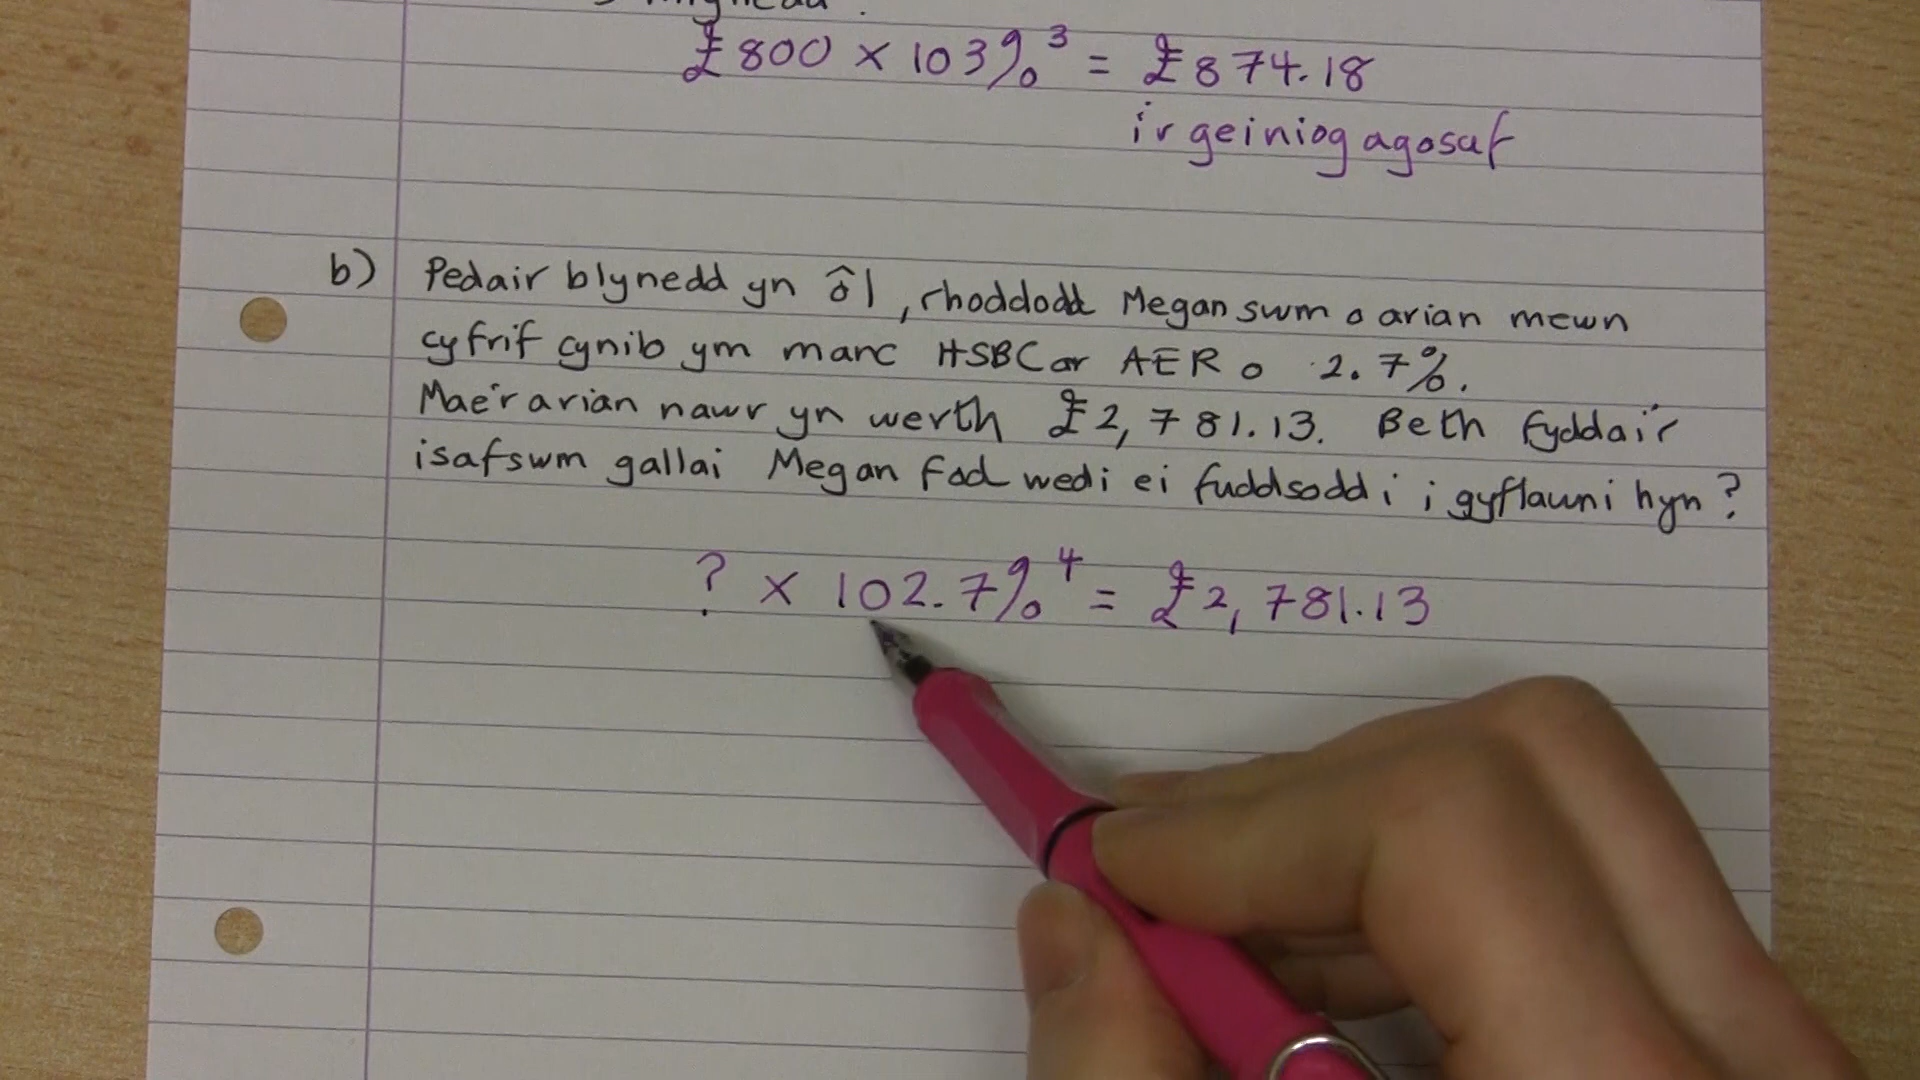 £800 × 103%³ = £874.18
i'r geiniog agosaf
b) Pedair blynedd yn ôl, rhoddodd Megan swm o arian mewn
cyfrif cynib ym manc HSBC ar AER o 2.7%.
Mae'r arian nawr yn werth £2,781.13. Beth fyddai'r
isafswm gallai Megan fod wedi ei fuddsoddi i gyflawni hyn?
? × 102.7%⁴ = £2,781.13